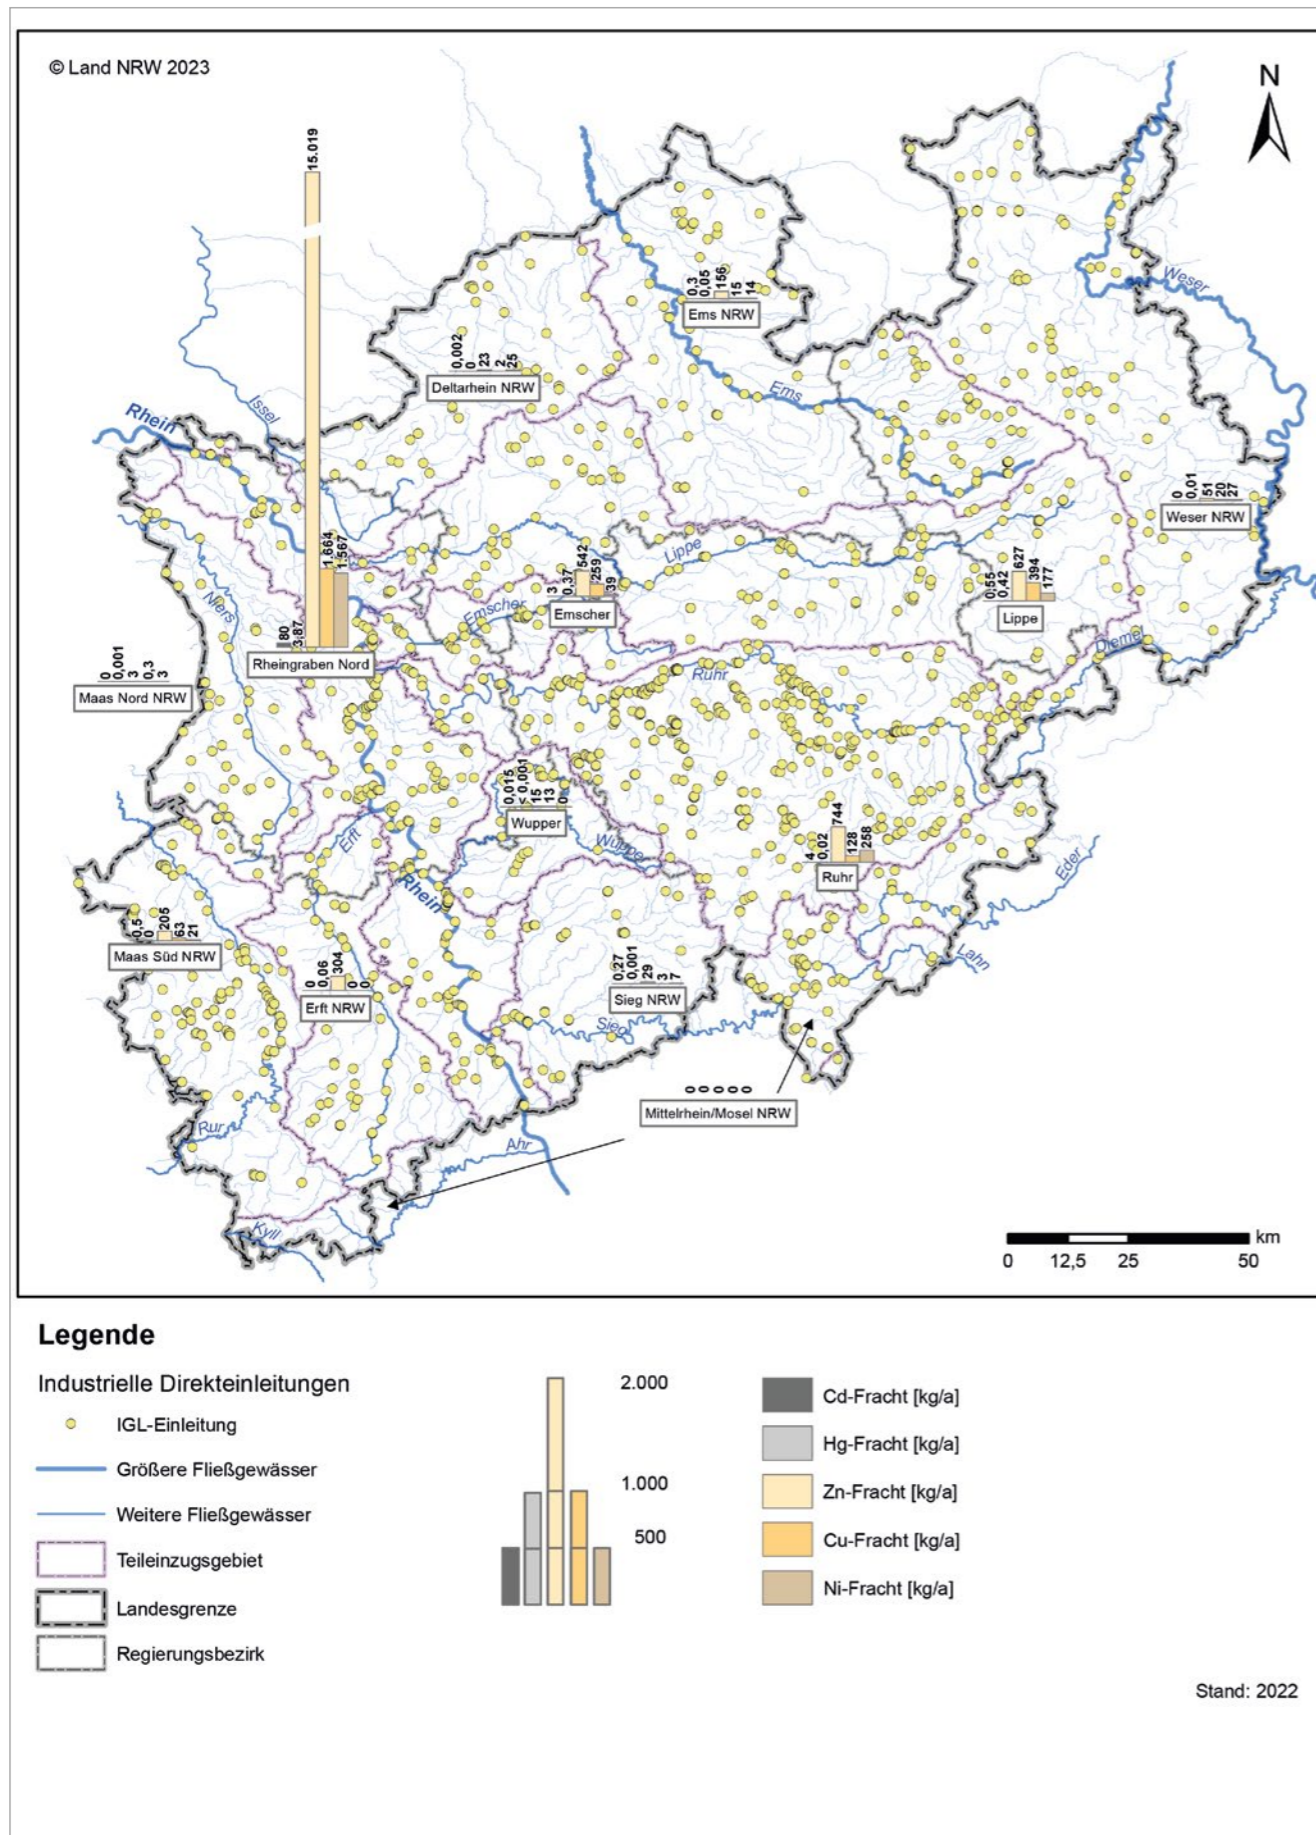 © Land NRW 2023
N
15.019
0,3
0,05
156
15
14
Ems NRW
Weser
0,002
0
23
2
25
Deltarhein NRW
Issel
Rhein
Ems
0
0,01
51
20
27
Weser NRW
80
3,87
1.664
1.567
Rheingraben Nord
Lippe
3
0,37
542
259
39
Emscher
Emscher
0,55
0,42
627
394
177
Lippe
Niers
Diemel
0
0,001
3
0,3
3
Maas Nord NRW
Ruhr
0,015
< 0,001
15
13
0
Wupper
Wupper
Erft
Rhein
4
0,02
744
128
258
Ruhr
Eder
0,5
0
205
63
21
Maas Süd NRW
0
0,06
304
0
0
Erft NRW
0,27
0,001
29
3
7
Sieg NRW
Lahn
Sieg
0
0
0
0
0
Mittelrhein/Mosel NRW
Rur
Ahr
Kyll
km
0 12,5 25 50
Legende
Industrielle Direkteinleitungen
IGL-Einleitung
Größere Fließgewässer
Weitere Fließgewässer
Teileinzugsgebiet
Landesgrenze
Regierungsbezirk
2.000
1.000
500
Cd-Fracht [kg/a]
Hg-Fracht [kg/a]
Zn-Fracht [kg/a]
Cu-Fracht [kg/a]
Ni-Fracht [kg/a]
Stand: 2022